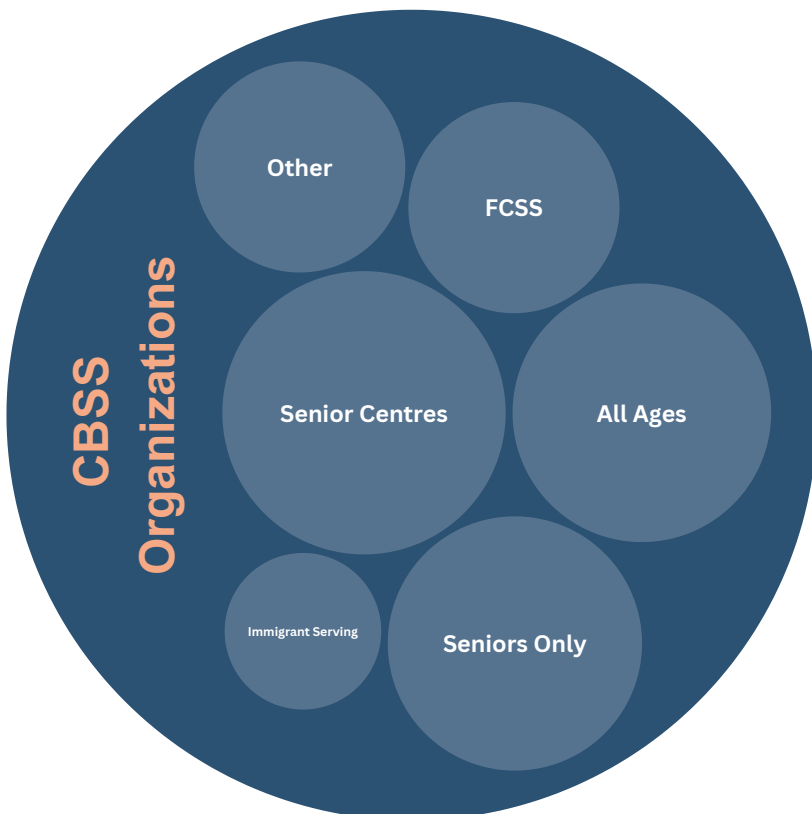 CBSS
Organizations
Other
FCSS
Senior Centres
All Ages
Immigrant Serving
Seniors Only